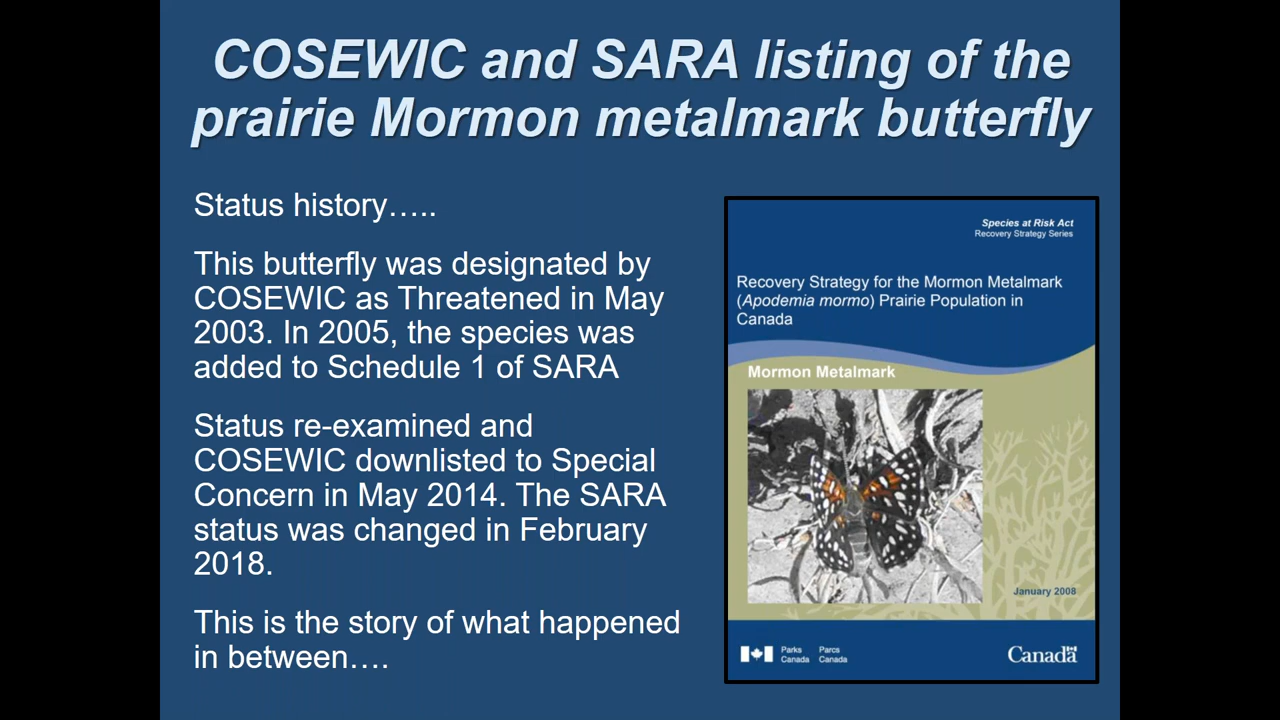 COSEWIC and SARA listing of the
prairie Mormon metalmark butterfly
Status history…..
This butterfly was designated by
COSEWIC as Threatened in May
2003. In 2005, the species was
added to Schedule 1 of SARA
Status re-examined and
COSEWIC downlisted to Special
Concern in May 2014. The SARA
status was changed in February
2018.
This is the story of what happened
in between….
Species at Risk Act
Recovery Strategy Series
Recovery Strategy for the Mormon Metalmark
(Apodemia mormo) Prairie Population in
Canada
Mormon Metalmark
January 2008
Parks Parcs
Canada Canada
Canada